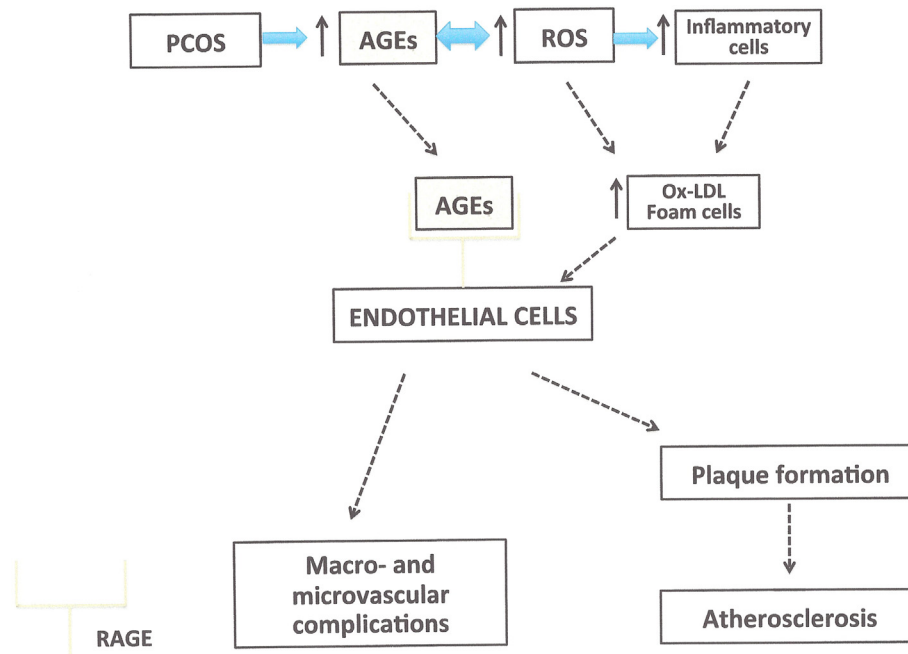 PCOS
AGEs
ROS
Inflammatory
cells
AGEs
Ox-LDL
Foam cells
ENDOTHELIAL CELLS
Plaque formation
Macro- and
microvascular
complications
Atherosclerosis
RAGE